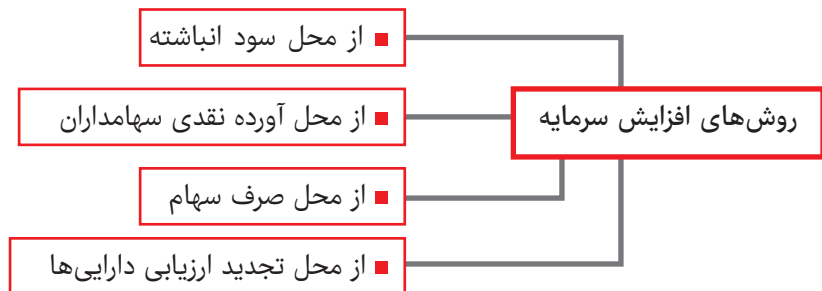 روش‌های افزایش سرمایه
■ از محل سود انباشته
■ از محل آورده نقدی سهامداران
■ از محل صرف سهام
■ از محل تجدید ارزیابی دارایی‌ها